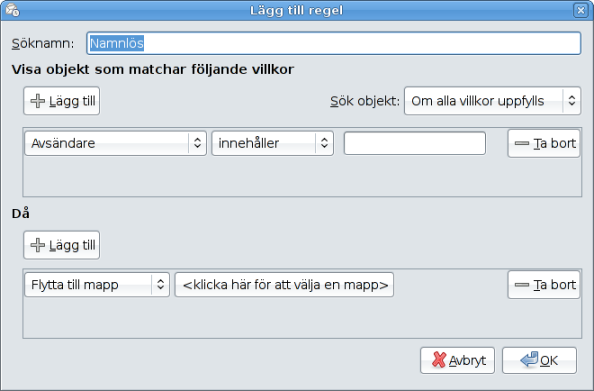 Lägg till regel
Söknamn: Namnlös
Visa objekt som matchar följande villkor
Lägg till Sök objekt: Om alla villkor uppfylls
Avsändare innehåller Ta bort
Då
Lägg till
Flytta till mapp <klicka här för att välja en mapp> Ta bort
Avbryt OK